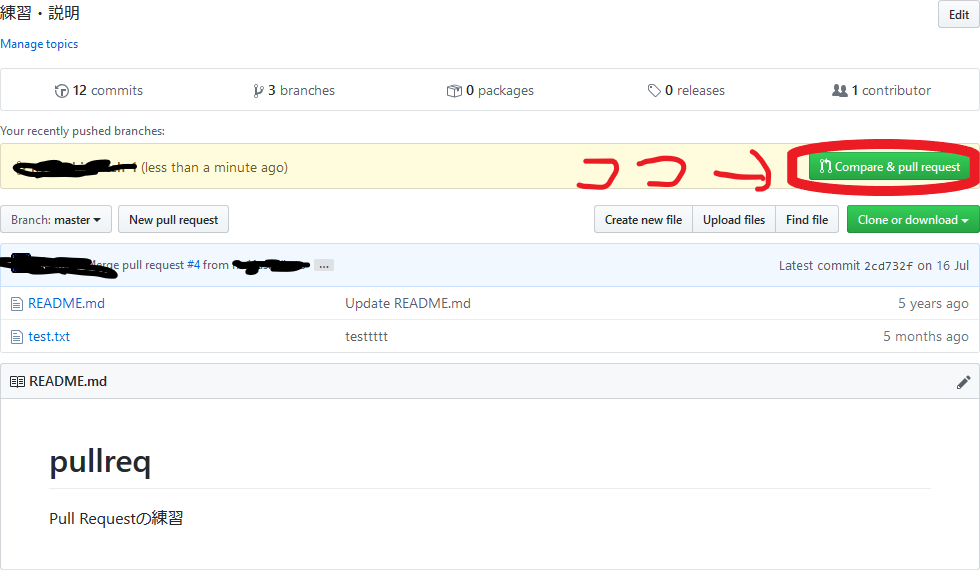 練習・説明
Edit
Manage topics
12 commits
3 branches
0 packages
0 releases
1 contributor
Your recently pushed branches:
(less than a minute ago)
ココ →
Compare & pull request
Branch: master
New pull request
Create new file
Upload files
Find file
Clone or download
pull request #4 from
...
Latest commit 2cd732f on 16 Jul
README.md
Update README.md
5 years ago
test.txt
testtttt
5 months ago
README.md
pullreq
Pull Requestの練習